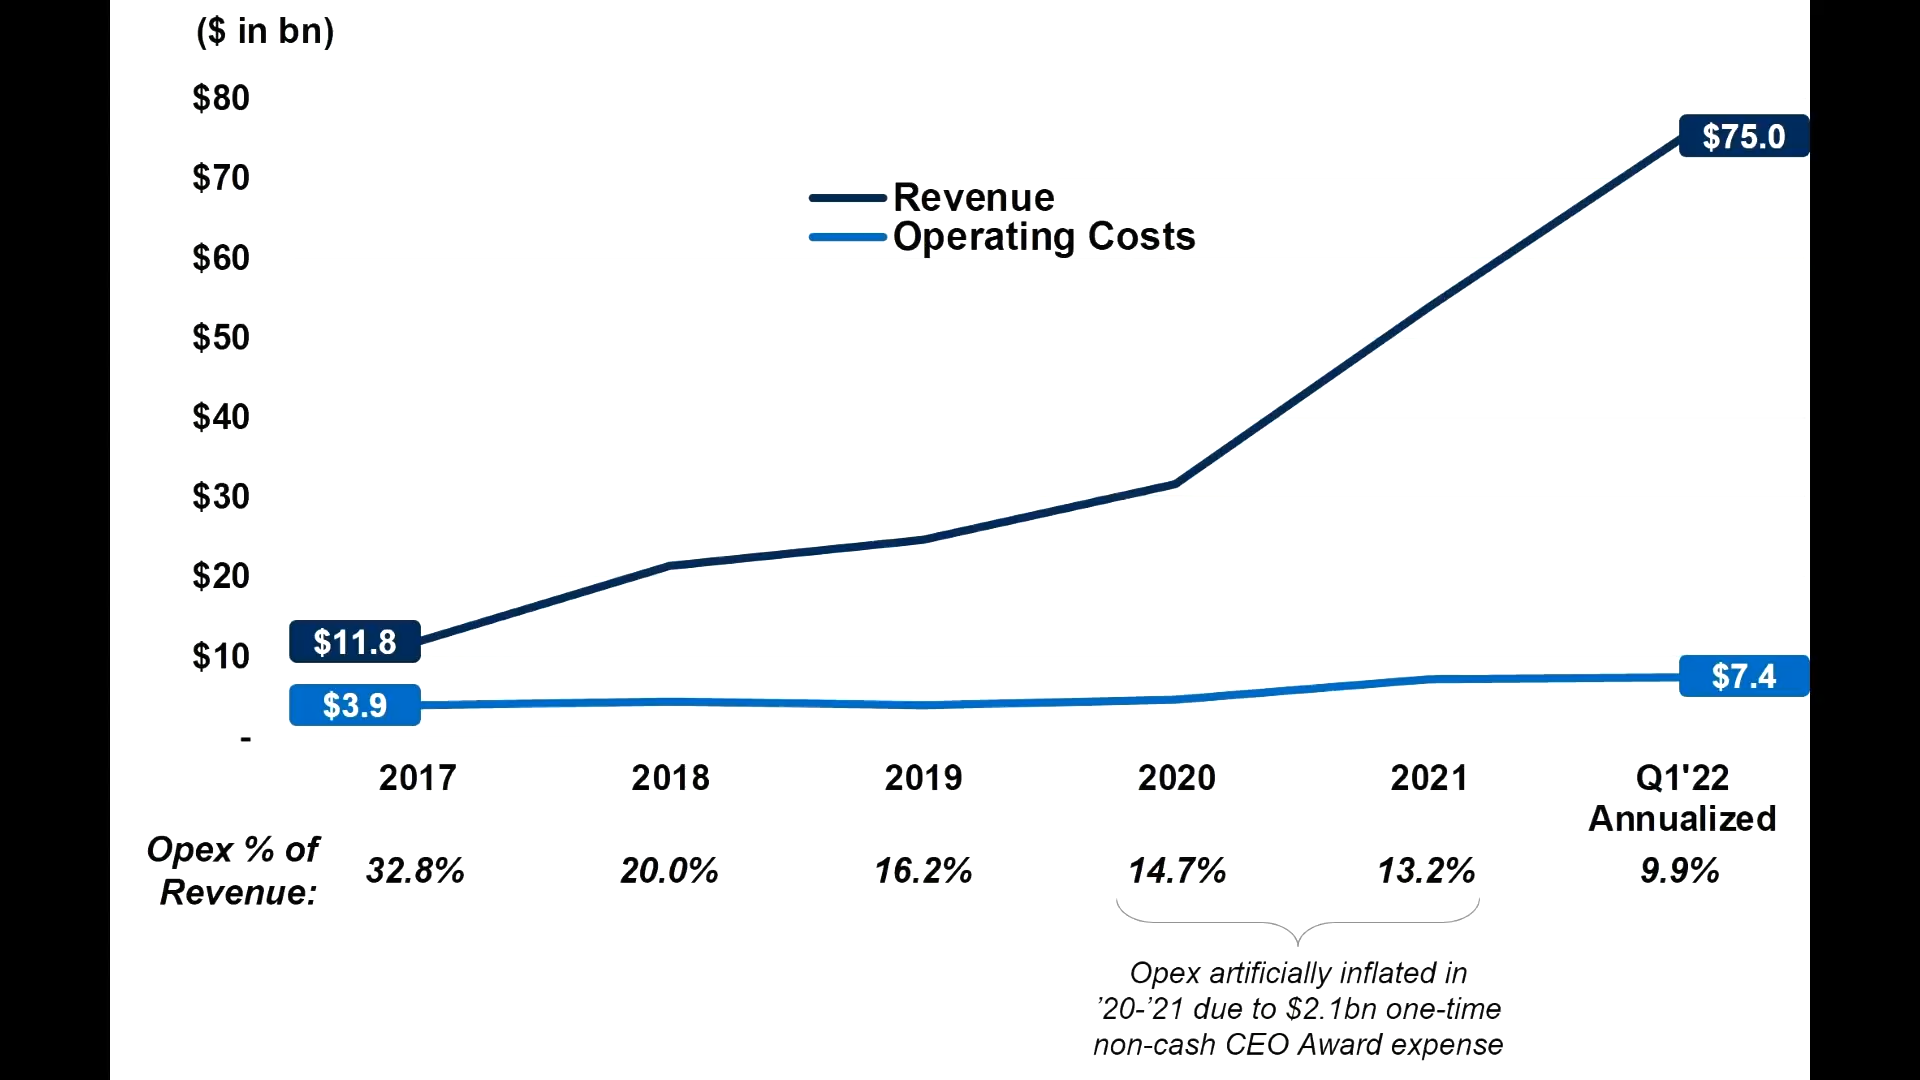 ($ in bn)
$80
$70
$60
$50
$40
$30
$20
$10
-
Revenue
Operating Costs
$75.0
$11.8
$3.9
$7.4
2017 2018 2019 2020 2021 Q1'22
Annualized
Opex % of
Revenue:
32.8% 20.0% 16.2% 14.7% 13.2% 9.9%
Opex artificially inflated in
’20-’21 due to $2.1bn one-time
non-cash CEO Award expense